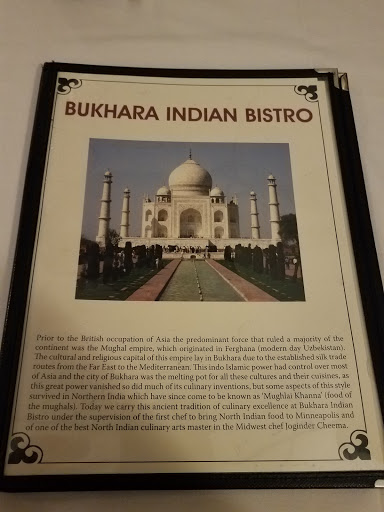 BUKHARA INDIAN BISTRO
Prior to the British occupation of Asia the predominant force that ruled a majority of the
continent was the Moghal empire, which originated in Ferghana (modern day Uzbekistan).
The cultural and religious capital of this empire lay in Bukhara due to the established silk trade
routes from the Far East to the Mediterranean. This indo Islamic power had control over most
of Asia and the city of Bukhara was the melting pot for all these cultures and their cuisines, as
this great power vanished so did much of its culinary inventions, but some aspects of this style
survived in Northern India which have since come to be known as 'Mughlai Khanna' (food of
the mughals). Today we carry this ancient tradition of culinary excellence at Bukhara Indian
Bistro under the supervision of the first chef to bring North Indian food to Minneapolis and
of one of the best North Indian culinary arts master in the Midwest chef Joginder Cheema.